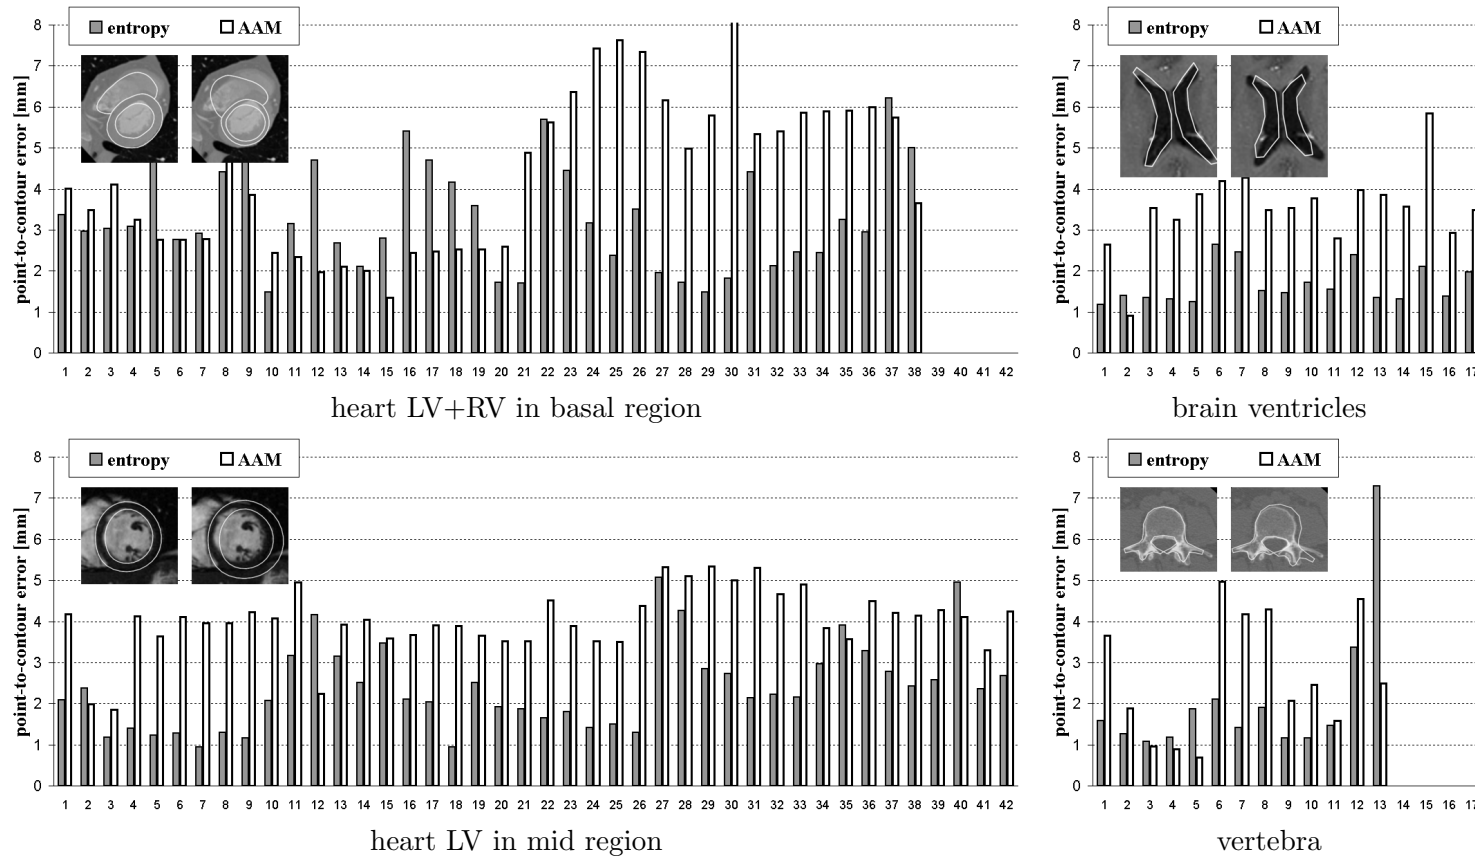 entropy AAM
point-to-contour error [mm]
8
7
6
5
4
3
2
1
0
1 2 3 4 5 6 7 8 9 10 11 12 13 14 15 16 17 18 19 20 21 22 23 24 25 26 27 28 29 30 31 32 33 34 35 36 37 38 39 40 41 42
heart LV+RV in basal region
entropy AAM
point-to-contour error [mm]
8
7
6
5
4
3
2
1
0
1 2 3 4 5 6 7 8 9 10 11 12 13 14 15 16 17
brain ventricles
entropy AAM
point-to-contour error [mm]
8
7
6
5
4
3
2
1
0
1 2 3 4 5 6 7 8 9 10 11 12 13 14 15 16 17 18 19 20 21 22 23 24 25 26 27 28 29 30 31 32 33 34 35 36 37 38 39 40 41 42
heart LV in mid region
entropy AAM
point-to-contour error [mm]
8
7
6
5
4
3
2
1
0
1 2 3 4 5 6 7 8 9 10 11 12 13 14 15 16 17
vertebra